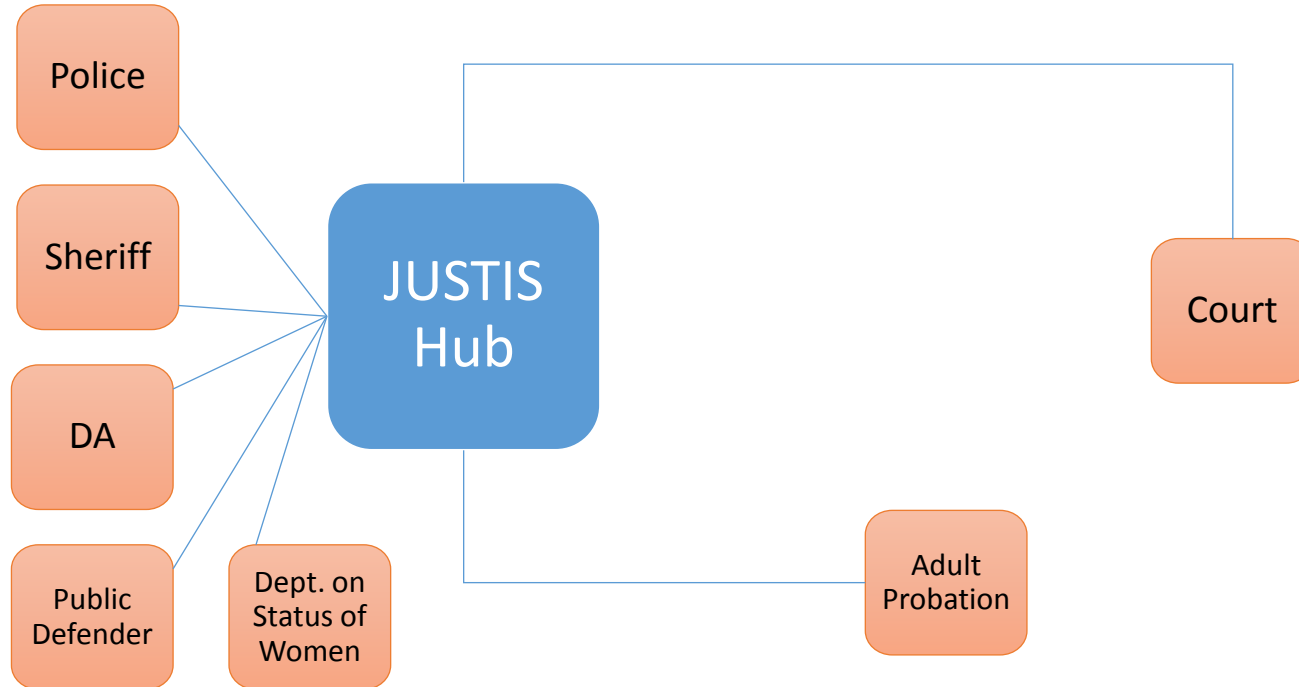 Police
Sheriff
DA
Public
Defender
Dept. on
Status of
Women
JUSTIS
Hub
Court
Adult
Probation